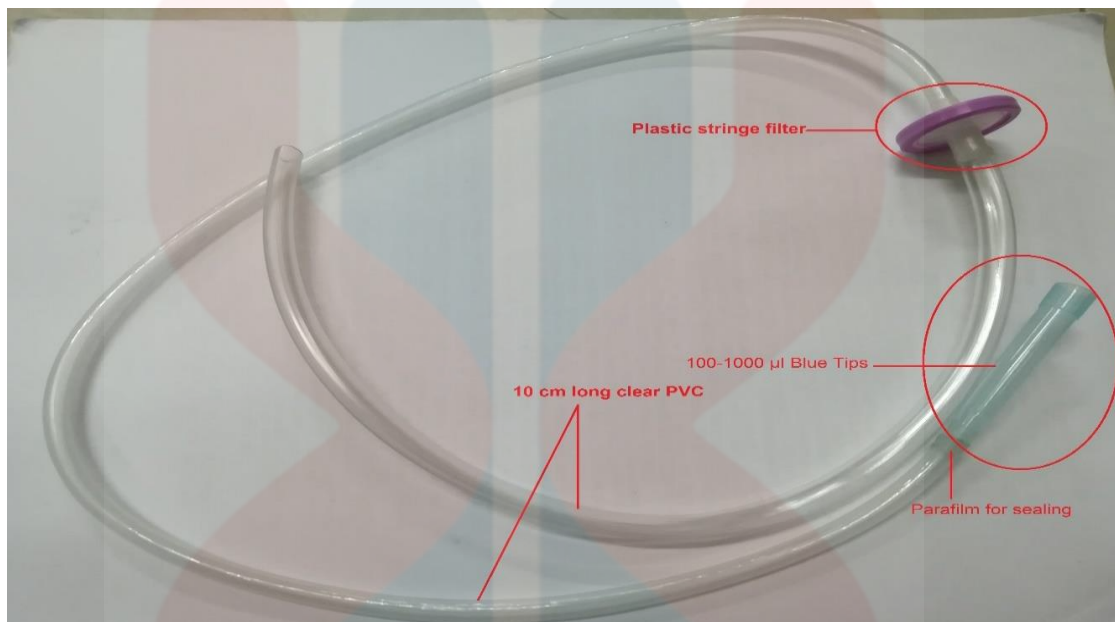 Plastic stringe filter
100-1000 µl Blue Tips
10 cm long clear PVC
Parafilm for sealing